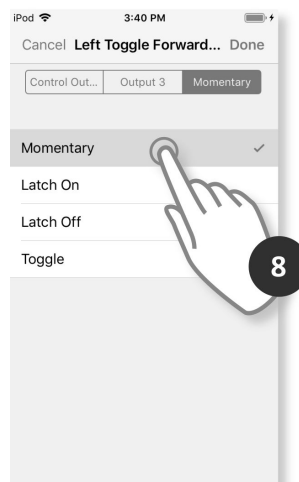 iPod 3:40 PM
Cancel Left Toggle Forward... Done
Control Out... Output 3 Momentary
Momentary
Latch On
Latch Off
Toggle
8